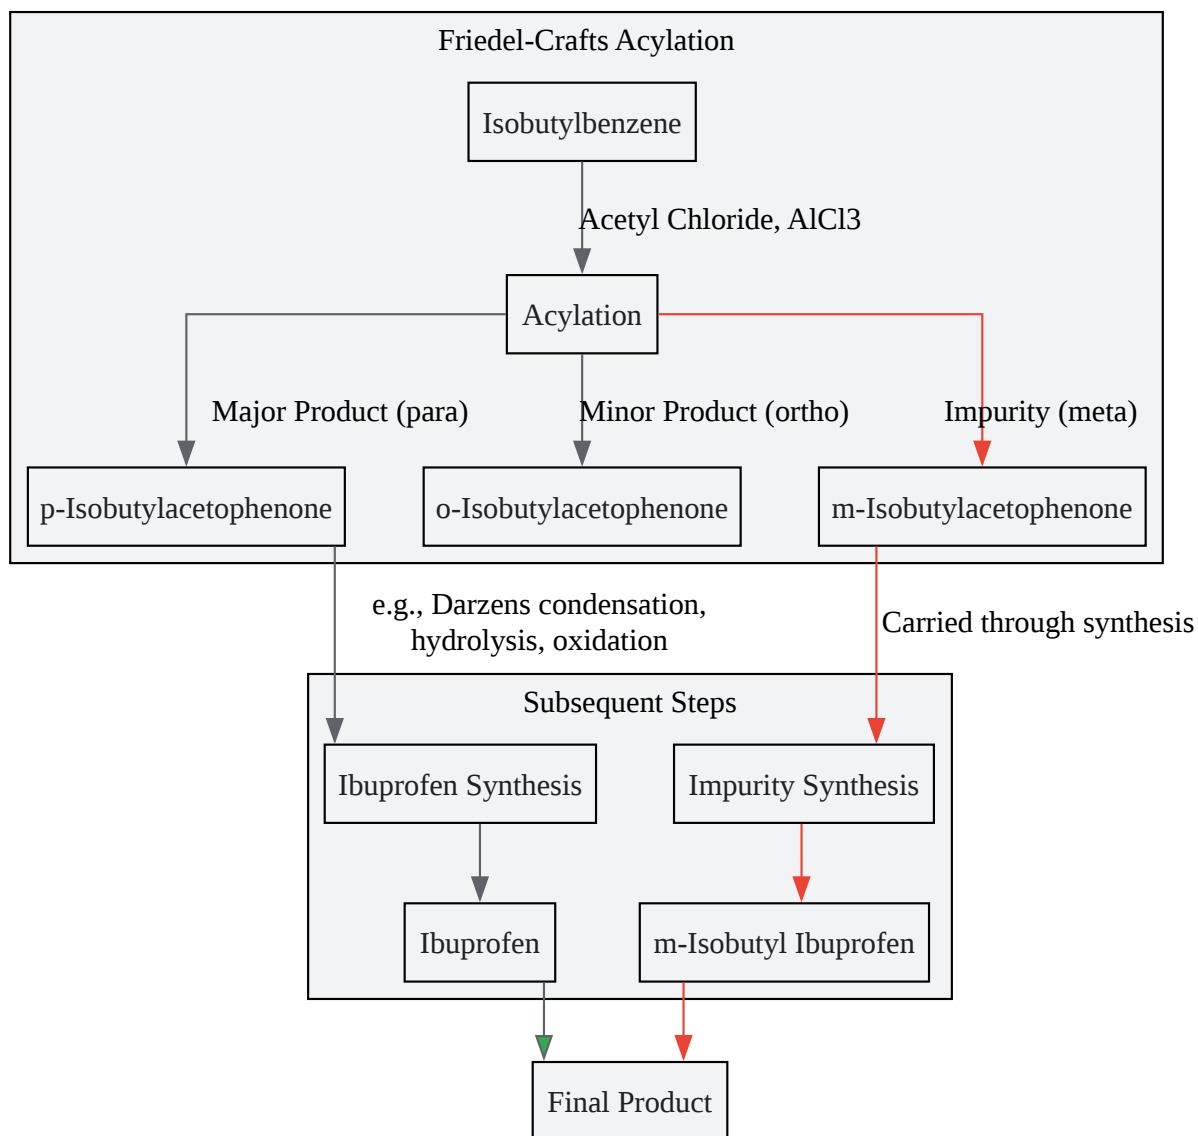 Friedel-Crafts Acylation
Isobutylbenzene
Acetyl Chloride, AlCl3
Acylation
Major Product (para)
Minor Product (ortho)
Impurity (meta)
p-Isobutylacetophenone
o-Isobutylacetophenone
m-Isobutylacetophenone
e.g., Darzens condensation,
hydrolysis, oxidation
Carried through synthesis
Subsequent Steps
Ibuprofen Synthesis
Impurity Synthesis
Ibuprofen
m-Isobutyl Ibuprofen
Final Product